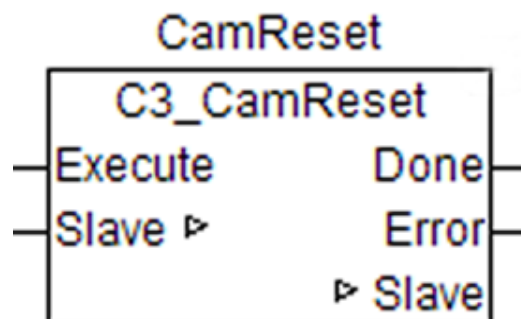 CamReset
C3_CamReset
Execute Done
Slave Error
Slave